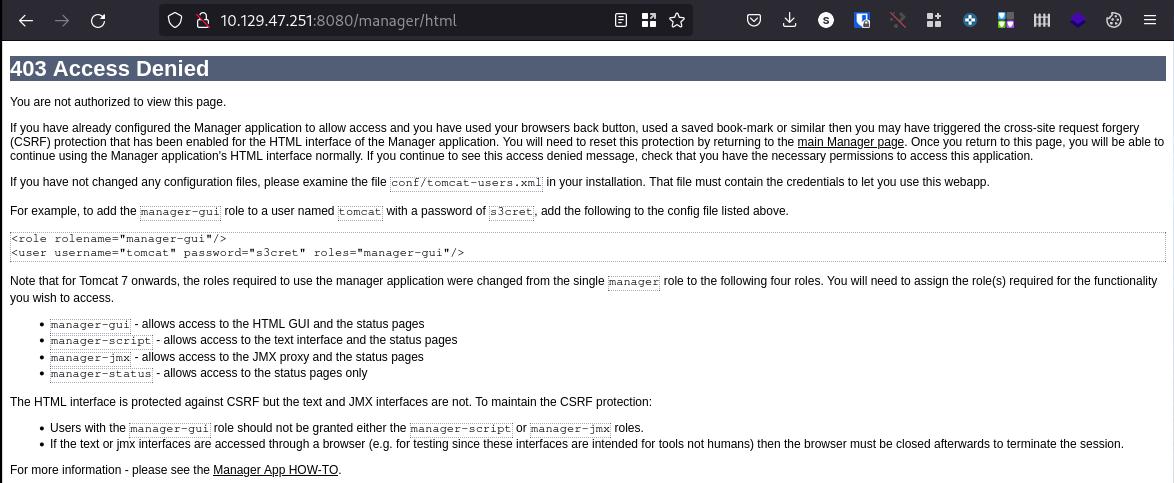 10.129.47.251:8080/manager/html
403 Access Denied
You are not authorized to view this page.
If you have already configured the Manager application to allow access and you have used your browsers back button, used a saved book-mark or similar then you may have triggered the cross-site request forgery
(CSRF) protection that has been enabled for the HTML interface of the Manager application. You will need to reset this protection by returning to the main Manager page. Once you return to this page, you will be able to
continue using the Manager application's HTML interface normally. If you continue to see this access denied message, check that you have the necessary permissions to access this application.
If you have not changed any configuration files, please examine the file conf/tomcat-users.xml in your installation. That file must contain the credentials to let you use this webapp.
For example, to add the manager-gui role to a user named tomcat with a password of s3cret, add the following to the config file listed above.
<role rolename="manager-gui"/>
<user username="tomcat" password="s3cret" roles="manager-gui"/>
Note that for Tomcat 7 onwards, the roles required to use the manager application were changed from the single manager role to the following four roles. You will need to assign the role(s) required for the functionality
you wish to access.
• manager-gui - allows access to the HTML GUI and the status pages
• manager-script - allows access to the text interface and the status pages
• manager-jmx - allows access to the JMX proxy and the status pages
• manager-status - allows access to the status pages only
The HTML interface is protected against CSRF but the text and JMX interfaces are not. To maintain the CSRF protection:
• Users with the manager-gui role should not be granted either the manager-script or manager-jmx roles.
• If the text or jmx interfaces are accessed through a browser (e.g. for testing since these interfaces are intended for tools not humans) then the browser must be closed afterwards to terminate the session.
For more information - please see the Manager App HOW-TO.